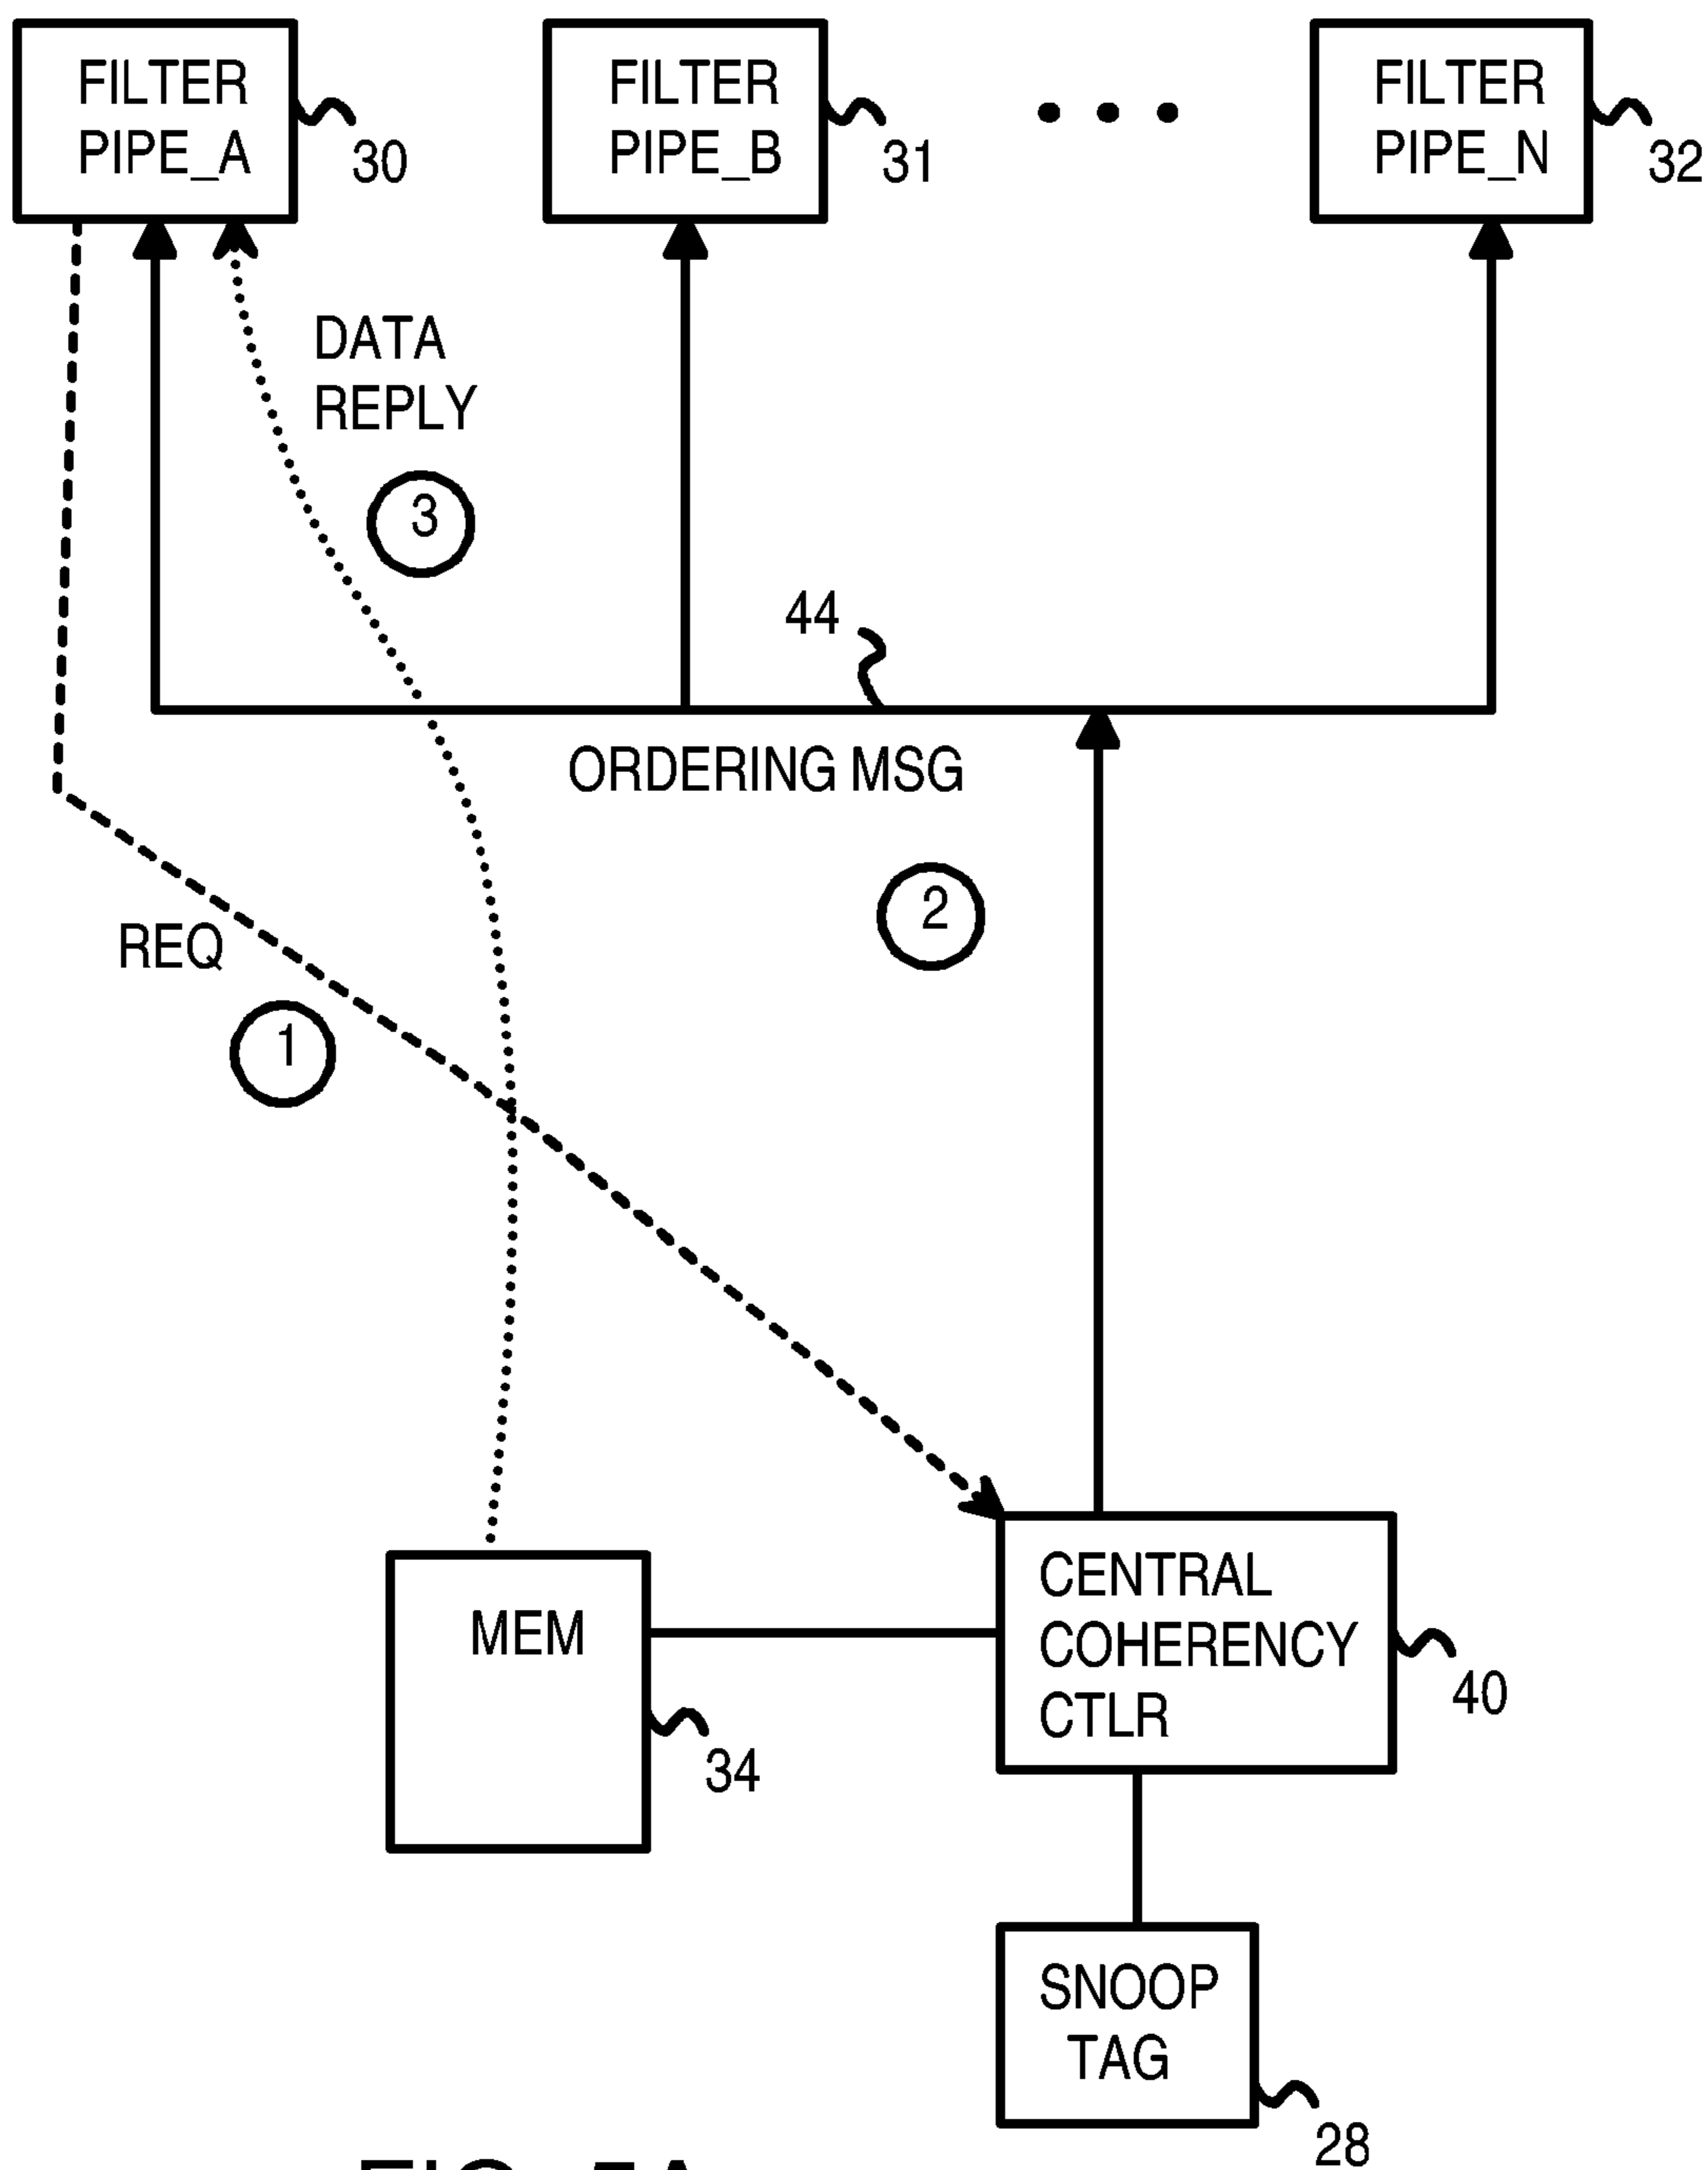 FILTER
PIPE_A
30
FILTER
PIPE_B
31
FILTER
PIPE_N
32
DATA
REPLY
3
44
ORDERING MSG
2
REQ
1
MEM
34
CENTRAL
COHERENCY
CTLR
40
SNOOP
TAG
28